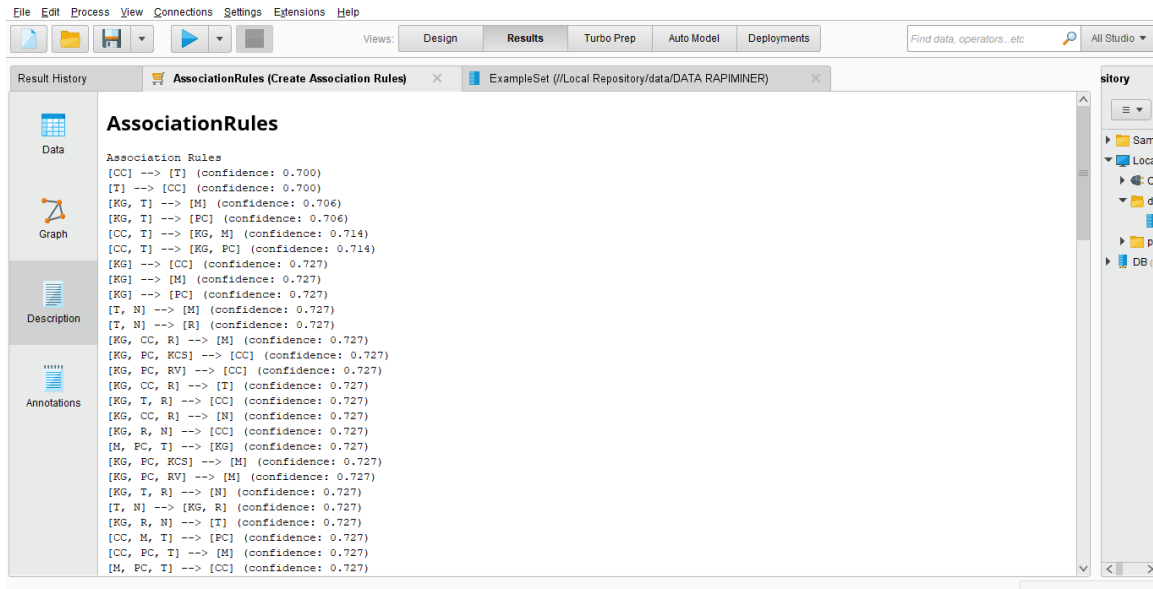 File Edit Process View Connections Settings Extensions Help
Views: Design Results Turbo Prep Auto Model Deployments Find data, operators...etc All Studio
Result History AssociationRules (Create Association Rules) ExampleSet (//Local Repository/data/DATA RAPIMINER) sitory
AssociationRules
Data
Graph
Description
Annotations
Association Rules
[CC] --> [T] (confidence: 0.700)
[T] --> [CC] (confidence: 0.700)
[KG, T] --> [M] (confidence: 0.706)
[KG, T] --> [PC] (confidence: 0.706)
[CC, T] --> [KG, M] (confidence: 0.714)
[CC, T] --> [KG, PC] (confidence: 0.714)
[KG] --> [CC] (confidence: 0.727)
[KG] --> [M] (confidence: 0.727)
[KG] --> [PC] (confidence: 0.727)
[T, N] --> [M] (confidence: 0.727)
[T, N] --> [R] (confidence: 0.727)
[KG, CC, R] --> [M] (confidence: 0.727)
[KG, PC, KCS] --> [CC] (confidence: 0.727)
[KG, PC, RV] --> [CC] (confidence: 0.727)
[KG, CC, R] --> [T] (confidence: 0.727)
[KG, T, R] --> [CC] (confidence: 0.727)
[KG, CC, R] --> [N] (confidence: 0.727)
[KG, R, N] --> [CC] (confidence: 0.727)
[M, PC, T] --> [KG] (confidence: 0.727)
[KG, PC, KCS] --> [M] (confidence: 0.727)
[KG, PC, RV] --> [M] (confidence: 0.727)
[KG, T, R] --> [N] (confidence: 0.727)
[T, N] --> [KG, R] (confidence: 0.727)
[KG, R, N] --> [T] (confidence: 0.727)
[CC, M, T] --> [PC] (confidence: 0.727)
[CC, PC, T] --> [M] (confidence: 0.727)
[M, PC, T] --> [CC] (confidence: 0.727)
Sam
Loca
C
d
p
DB